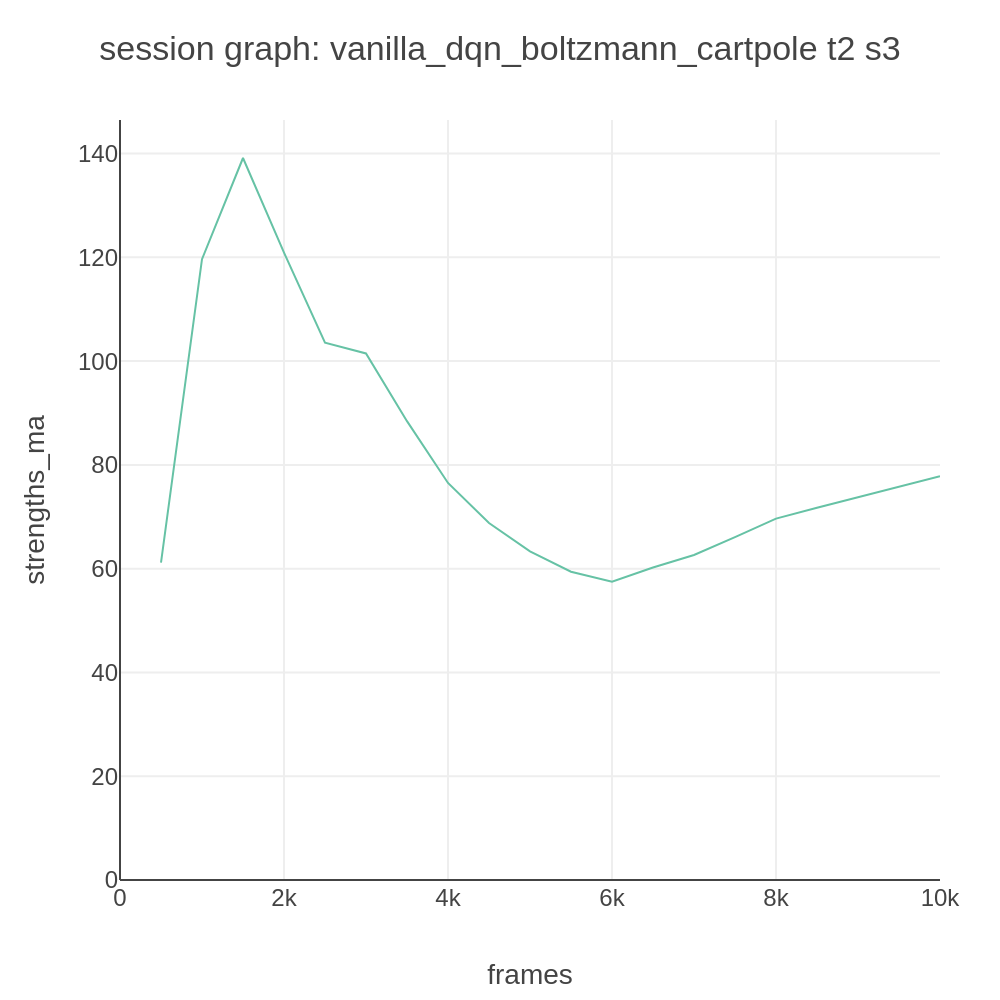 session graph: vanilla_dqn_boltzmann_cartpole t2 s3
strengths_ma
140
120
100
80
60
40
20
0
0 2k 4k 6k 8k 10k
frames